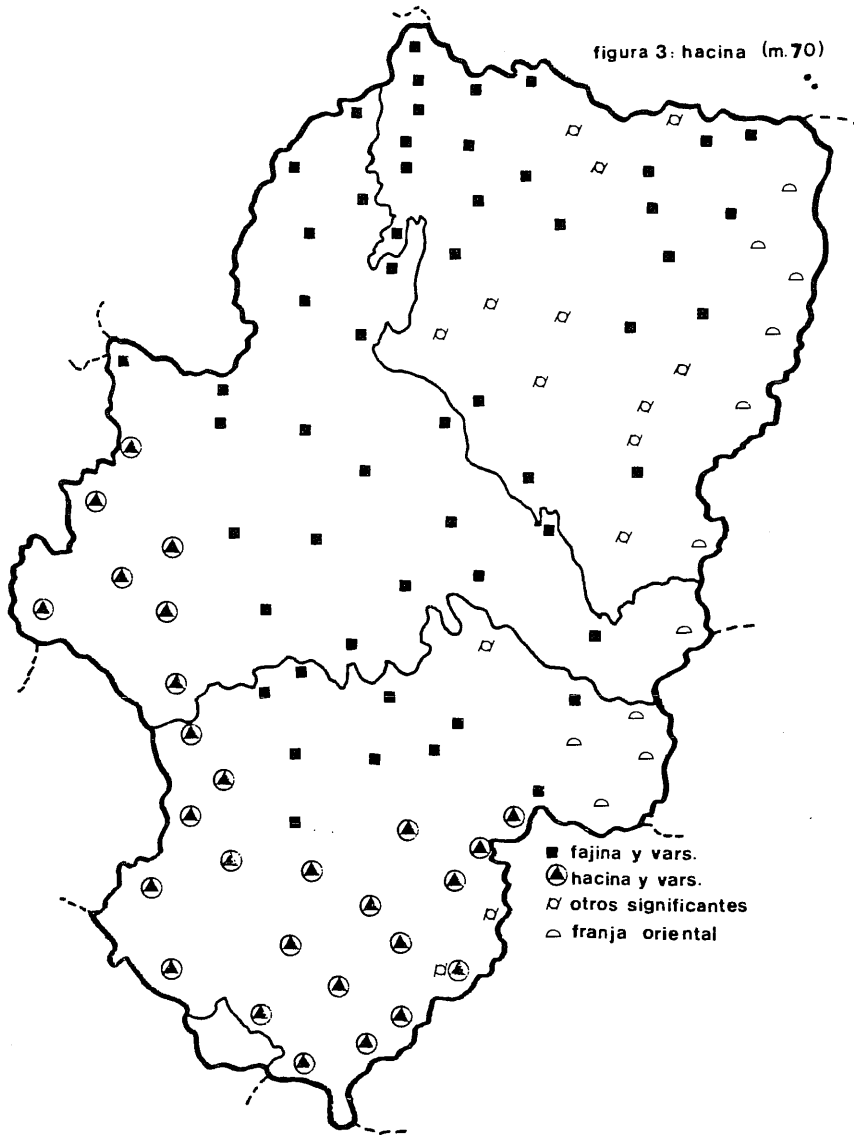 figura 3: hacina (m.70)
fajina y vars.
hacina y vars.
otros significantes
franja oriental